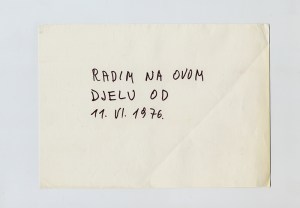 RADIM NA OVOM
DJELU OD
11. VI. 1976.